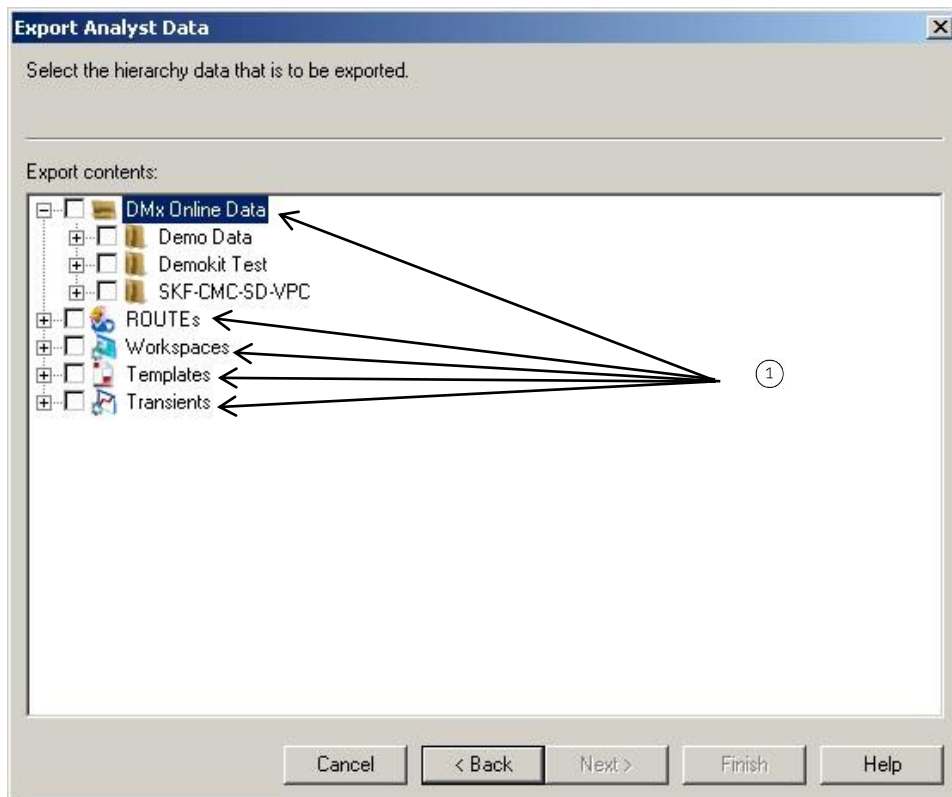 Export Analyst Data
Select the hierarchy data that is to be exported.
Export contents:
DMx Online Data
Demo Data
Demokit Test
SKF-CMC-SD-VPC
ROUTEs
Workspaces
Templates
1
Transients
Cancel
< Back
Next >
Finish
Help